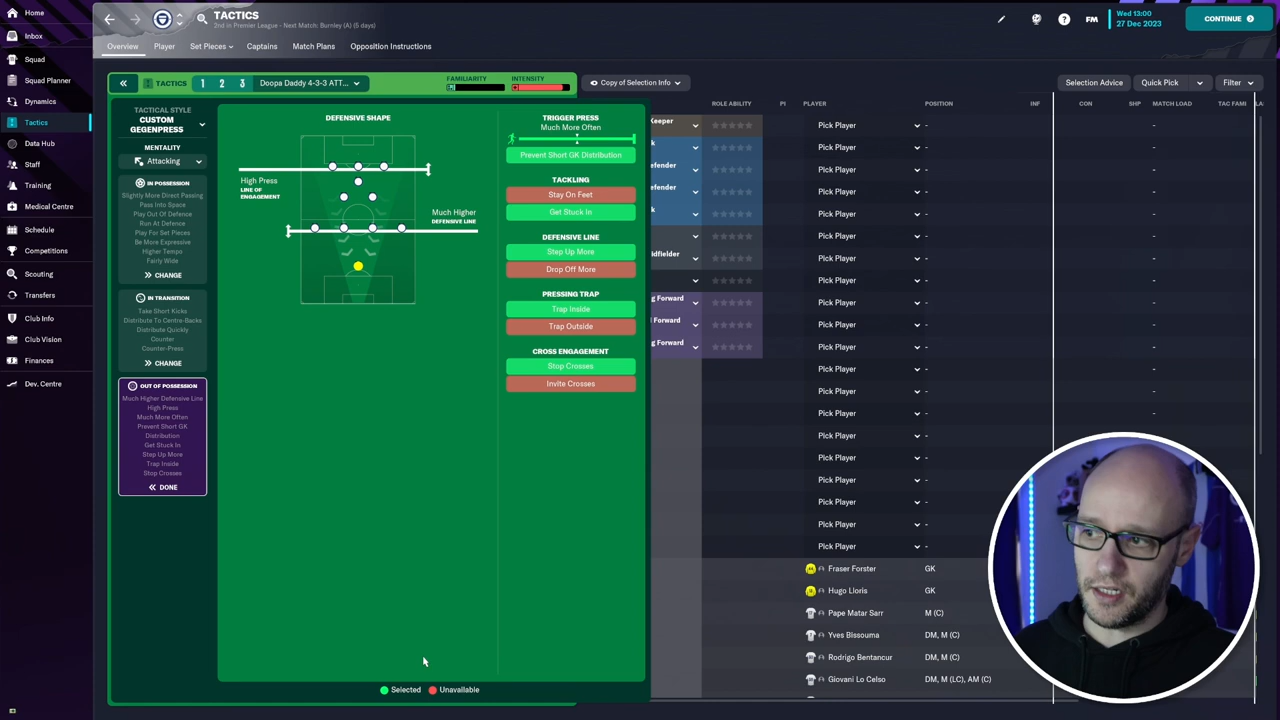 Home
Inbox
Squad
Squad Planner
Dynamics
Tactics
Data Hub
Staff
Training
Medical Centre
Schedule
Competitions
Scouting
Transfers
Club Info
Club Vision
Finances
Dev. Centre
TACTICS
2nd in Premier League - Next Match: Burnley (A) (5 days)
FM
Wed 13:00
27 Dec 2023
CONTINUE
Overview
Player
Set Pieces
Captains
Match Plans
Opposition Instructions
TACTICS
1 2 3
Doopa Daddy 4-3-3 ATT...
FAMILIARITY
INTENSITY
Copy of Selection Info
Selection Advice
Quick Pick
Filter
TACTICAL STYLE
CUSTOM
GEGENPRESS
MENTALITY
Attacking
IN POSSESSION
Slightly More Direct Passing
Pass Into Space
Play Out Of Defence
Run At Defence
Play For Set Pieces
Be More Expressive
Higher Tempo
Fairly Wide
CHANGE
IN TRANSITION
Take Short Kicks
Distribute To Centre-Backs
Distribute Quickly
Counter
Counter-Press
CHANGE
OUT OF POSSESSION
Much Higher Defensive Line
High Press
Much More Often
Prevent Short GK
Distribution
Get Stuck In
Step Up More
Trap Inside
Stop Crosses
DONE
DEFENSIVE SHAPE
High Press
LINE OF
ENGAGEMENT
Much Higher
DEFENSIVE LINE
TRIGGER PRESS
Much More Often
Prevent Short GK Distribution
TACKLING
Stay On Feet
Get Stuck In
DEFENSIVE LINE
Step Up More
Drop Off More
PRESSING TRAP
Trap Inside
Trap Outside
CROSS ENGAGEMENT
Stop Crosses
Invite Crosses
Selected
Unavailable
ROLE ABILITY
PI
PLAYER
POSITION
INF
CON
SHP
MATCH LOAD
TAC FAMI
Keeper
Pick Player
-
-
k
Pick Player
-
-
efender
Pick Player
-
-
efender
Pick Player
-
-
k
Pick Player
-
-
Pick Player
-
-
dfielder
Pick Player
-
-
Pick Player
-
-
g Forward
Pick Player
-
-
d Forward
Pick Player
-
-
g Forward
Pick Player
-
-
Pick Player
-
-
Pick Player
-
-
Pick Player
-
-
Pick Player
-
Pick Player
-
Pick Player
-
Pick Player
-
Pick Player
-
Pick Player
-
Fraser Forster
GK
Hugo Lloris
GK
Pape Matar Sarr
M (C)
Yves Bissouma
DM, M (C)
Rodrigo Bentancur
DM, M (C)
Giovani Lo Celso
DM, M (LC), AM (C)